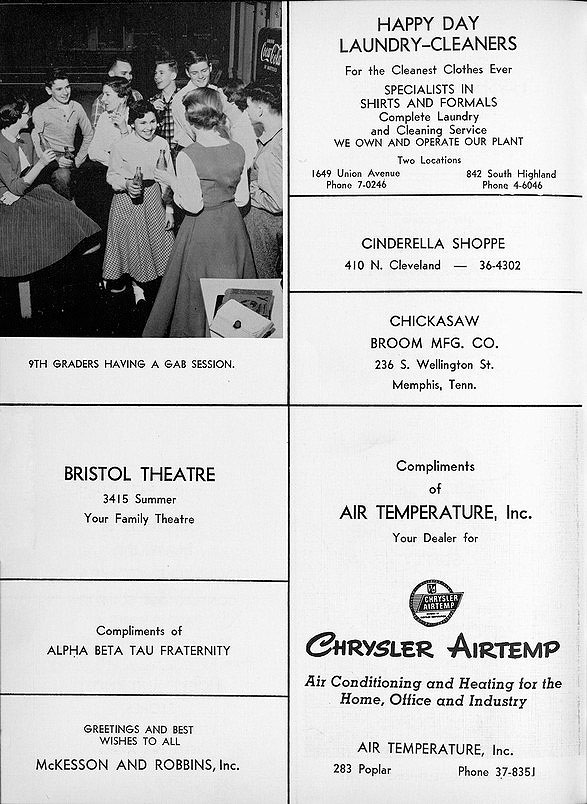 Coca-Cola
9TH GRADERS HAVING A GAB SESSION.
BRISTOL THEATRE
3415 Summer
Your Family Theatre
Compliments of
ALPHA BETA TAU FRATERNITY
GREETINGS AND BEST
WISHES TO ALL
McKESSON AND ROBBINS, Inc.
HAPPY DAY
LAUNDRY–CLEANERS
For the Cleanest Clothes Ever
SPECIALISTS IN
SHIRTS AND FORMALS
Complete Laundry
and Cleaning Service
WE OWN AND OPERATE OUR PLANT
Two Locations
1649 Union Avenue 842 South Highland
Phone 7-0246 Phone 4-6046
CINDERELLA SHOPPE
410 N. Cleveland — 36-4302
CHICKASAW
BROOM MFG. CO.
236 S. Wellington St.
Memphis, Tenn.
Compliments
of
AIR TEMPERATURE, Inc.
Your Dealer for
CHRYSLER
AIRTEMP
CHRYSLER AIRTEMP
Air Conditioning and Heating for the
Home, Office and Industry
AIR TEMPERATURE, Inc.
283 Poplar Phone 37-8351